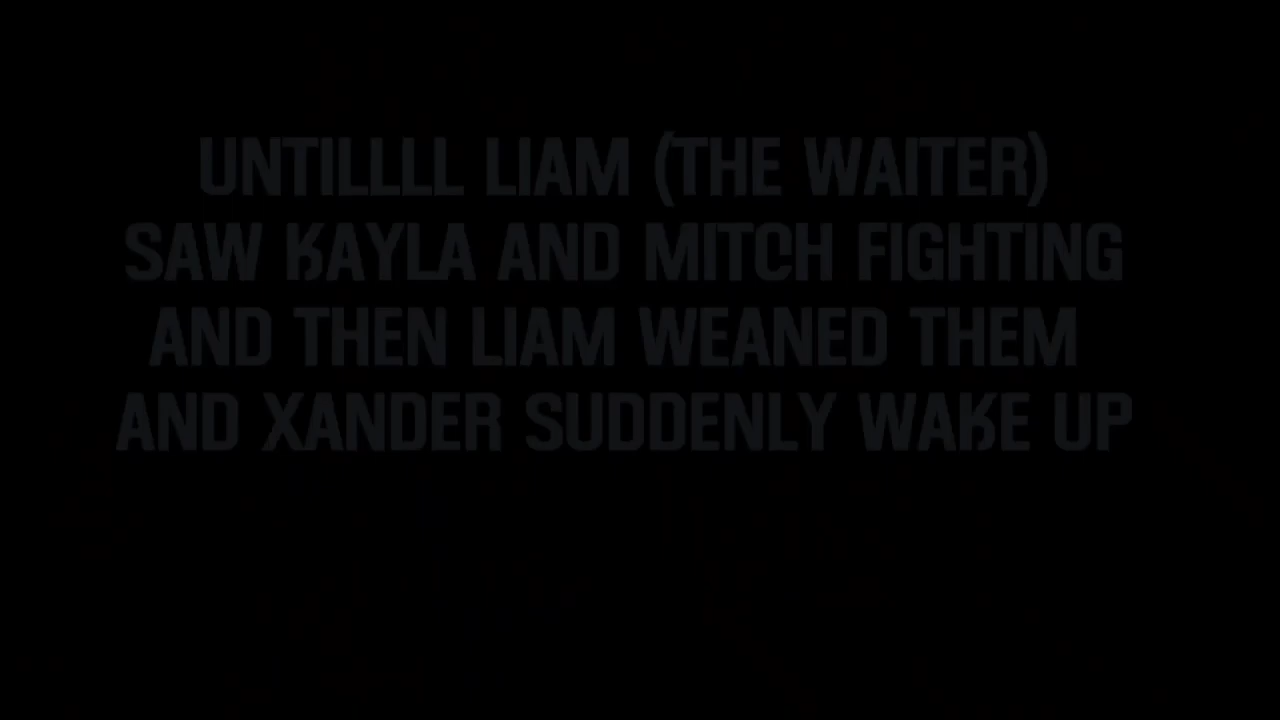 UNTILLLL LIAM (THE WAITER)
SAW KAYLA AND MITCH FIGHTING
AND THEN LIAM WEANED THEM
AND XANDER SUDDENLY WAKE UP